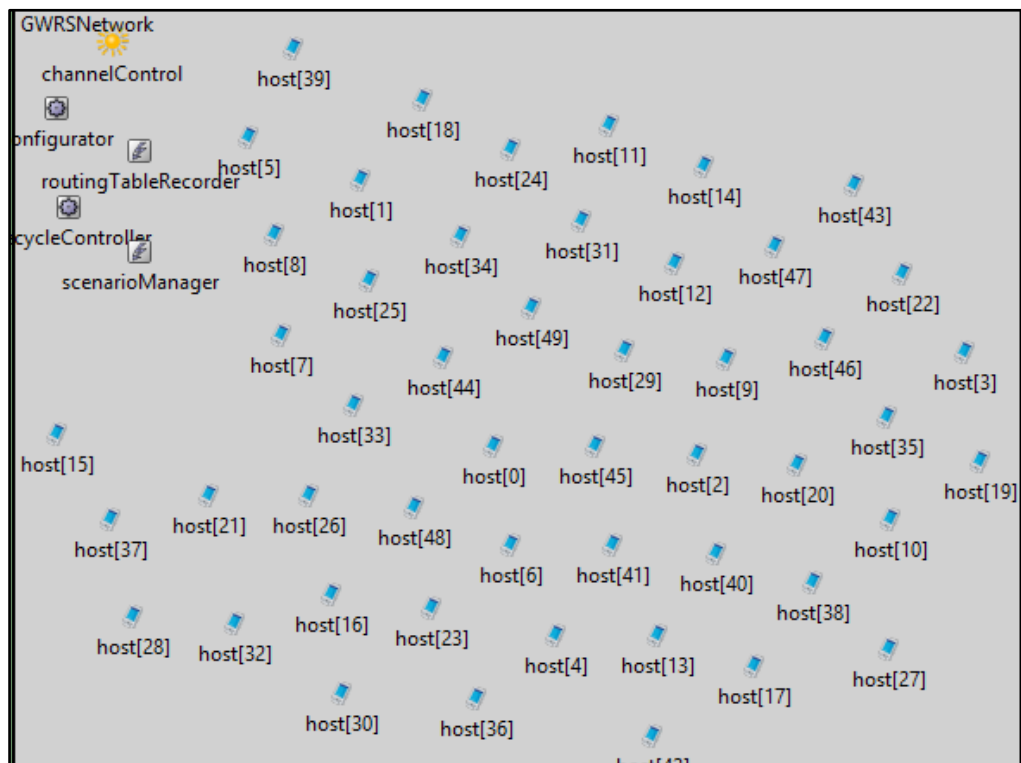 GWRSNetwork
channelControl
host[39]
onfigurator
host[18]
host[11]
host[5]
routingTableRecorder
host[24]
host[14]
host[1]
host[43]
cycleController
host[8]
host[34]
host[31]
host[47]
scenarioManager
host[12]
host[22]
host[25]
host[49]
host[7]
host[44]
host[29]
host[9]
host[46]
host[3]
host[33]
host[35]
host[15]
host[0]
host[45]
host[2]
host[20]
host[19]
host[37]
host[21]
host[26]
host[48]
host[10]
host[6]
host[41]
host[40]
host[38]
host[28]
host[32]
host[16]
host[23]
host[4]
host[13]
host[17]
host[27]
host[30]
host[36]